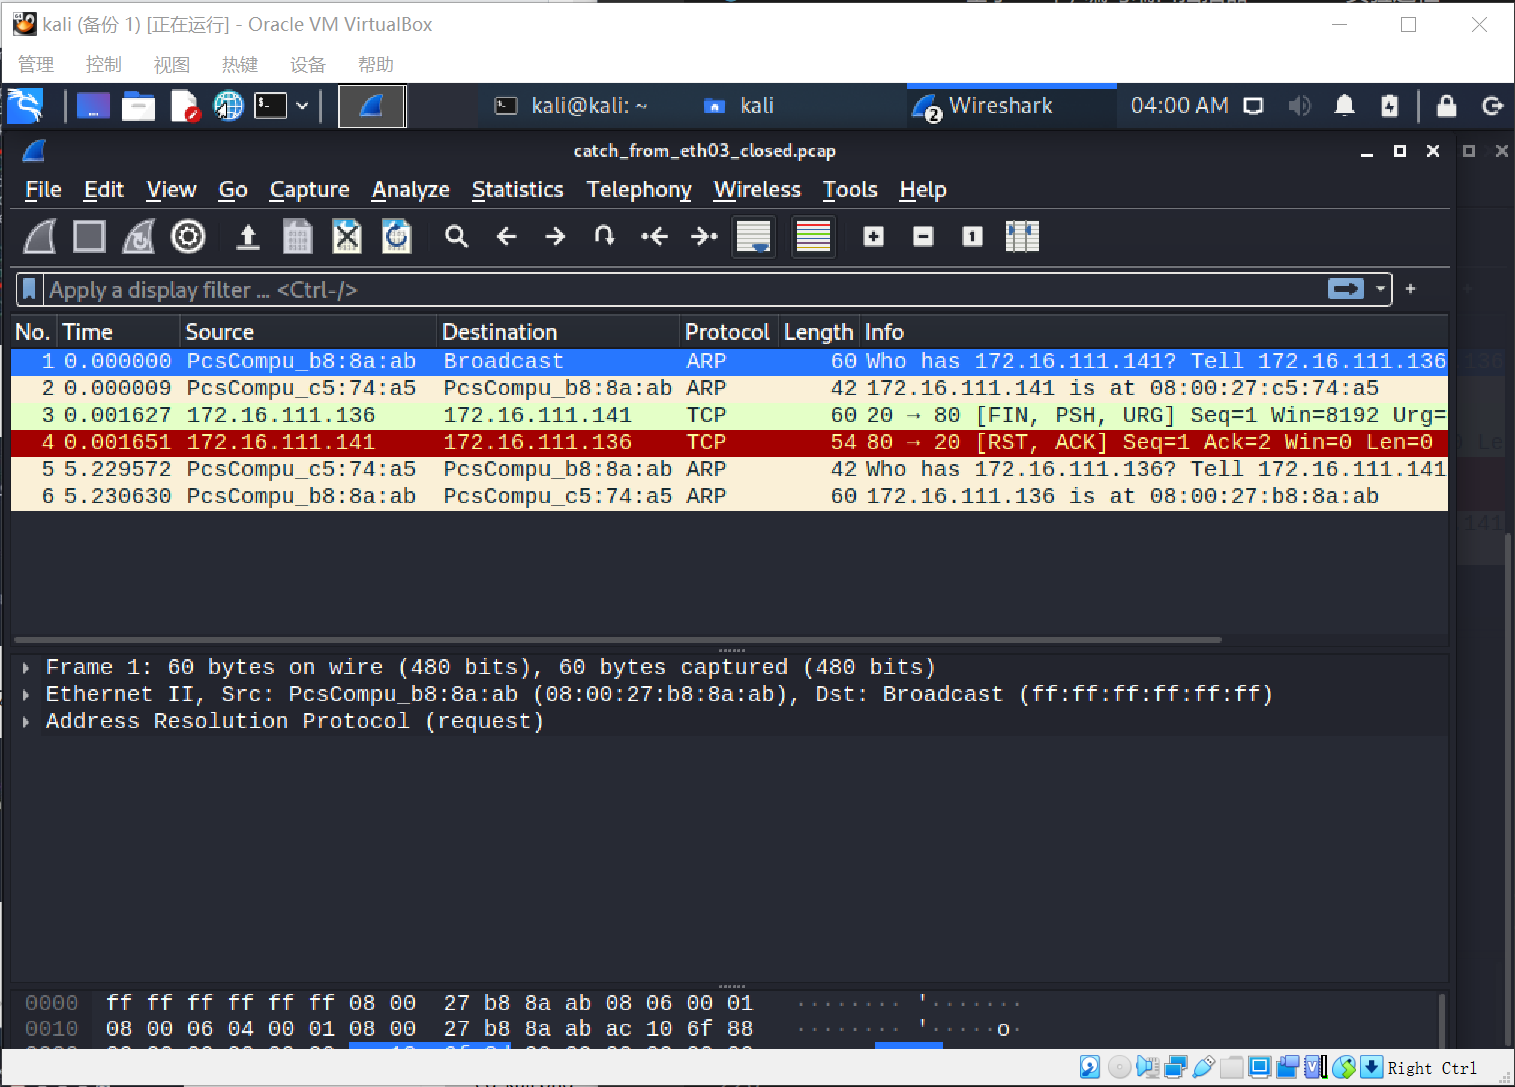 kali (备份 1) [正在运行] - Oracle VM VirtualBox
管理 控制 视图 热键 设备 帮助
kali@kali: ~ kali 2 Wireshark 04:00 AM
catch_from_eth03_closed.pcap
File Edit View Go Capture Analyze Statistics Telephony Wireless Tools Help
Apply a display filter ... <Ctrl-/>
No. Time Source Destination Protocol Length Info
1 0.000000 PcsCompu_b8:8a:ab Broadcast ARP 60 Who has 172.16.111.141? Tell 172.16.111.136
2 0.000009 PcsCompu_c5:74:a5 PcsCompu_b8:8a:ab ARP 42 172.16.111.141 is at 08:00:27:c5:74:a5
3 0.001627 172.16.111.136 172.16.111.141 TCP 60 20 → 80 [FIN, PSH, URG] Seq=1 Win=8192 Urg=
4 0.001651 172.16.111.141 172.16.111.136 TCP 54 80 → 20 [RST, ACK] Seq=1 Ack=2 Win=0 Len=0
5 5.229572 PcsCompu_c5:74:a5 PcsCompu_b8:8a:ab ARP 42 Who has 172.16.111.136? Tell 172.16.111.141
6 5.230630 PcsCompu_b8:8a:ab PcsCompu_c5:74:a5 ARP 60 172.16.111.136 is at 08:00:27:b8:8a:ab
Frame 1: 60 bytes on wire (480 bits), 60 bytes captured (480 bits)
Ethernet II, Src: PcsCompu_b8:8a:ab (08:00:27:b8:8a:ab), Dst: Broadcast (ff:ff:ff:ff:ff:ff)
Address Resolution Protocol (request)
0000 ff ff ff ff ff ff 08 00 27 b8 8a ab 08 06 00 01 ········ '·······
0010 08 00 06 04 00 01 08 00 27 b8 8a ab ac 10 6f 88 ········ '·····o·
Right Ctrl